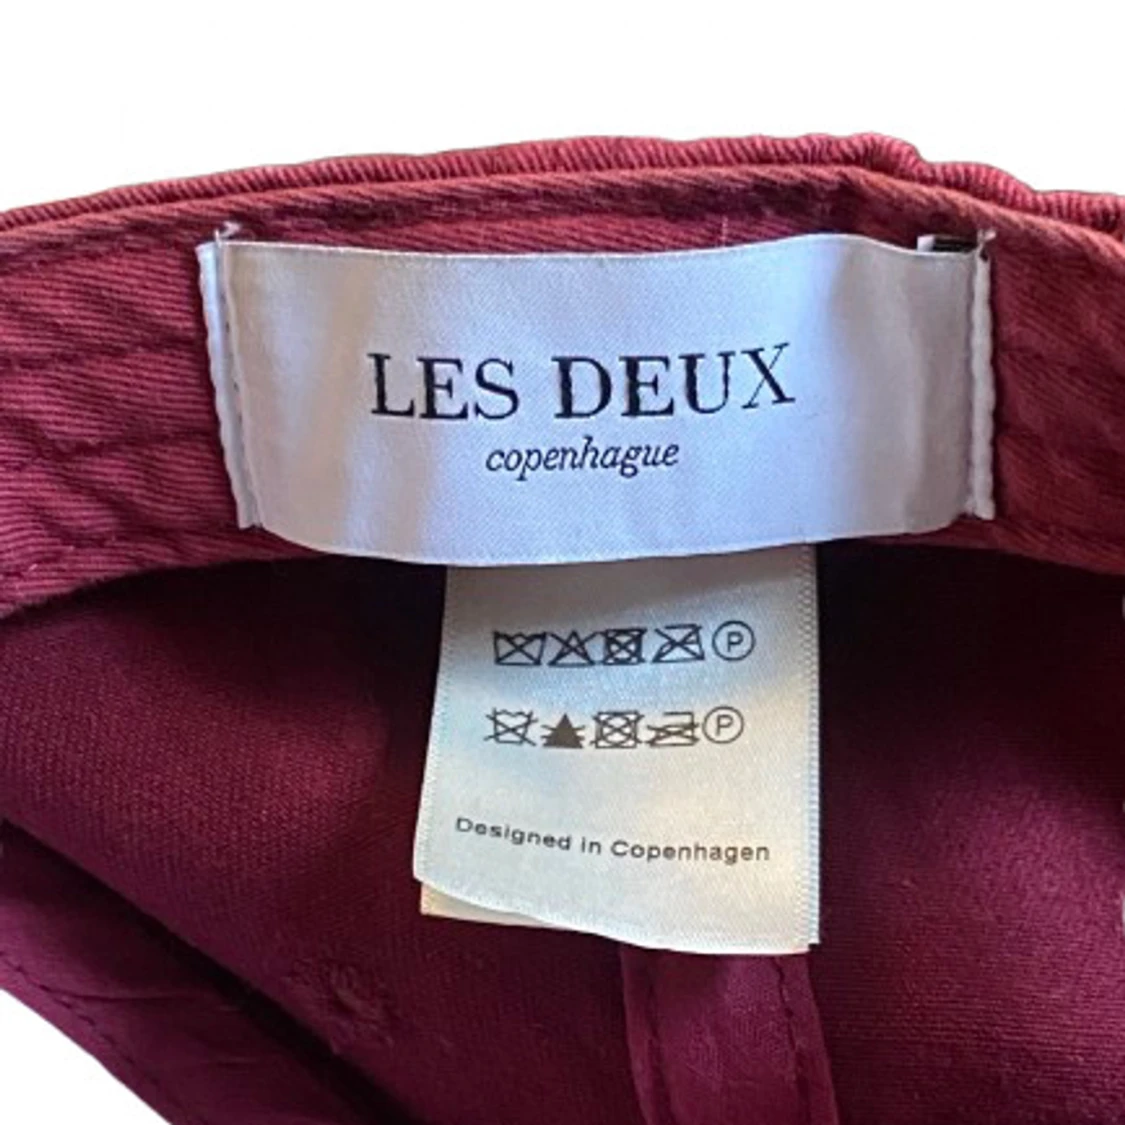 LES DEUX
copenhague
P
P
Designed in Copenhagen